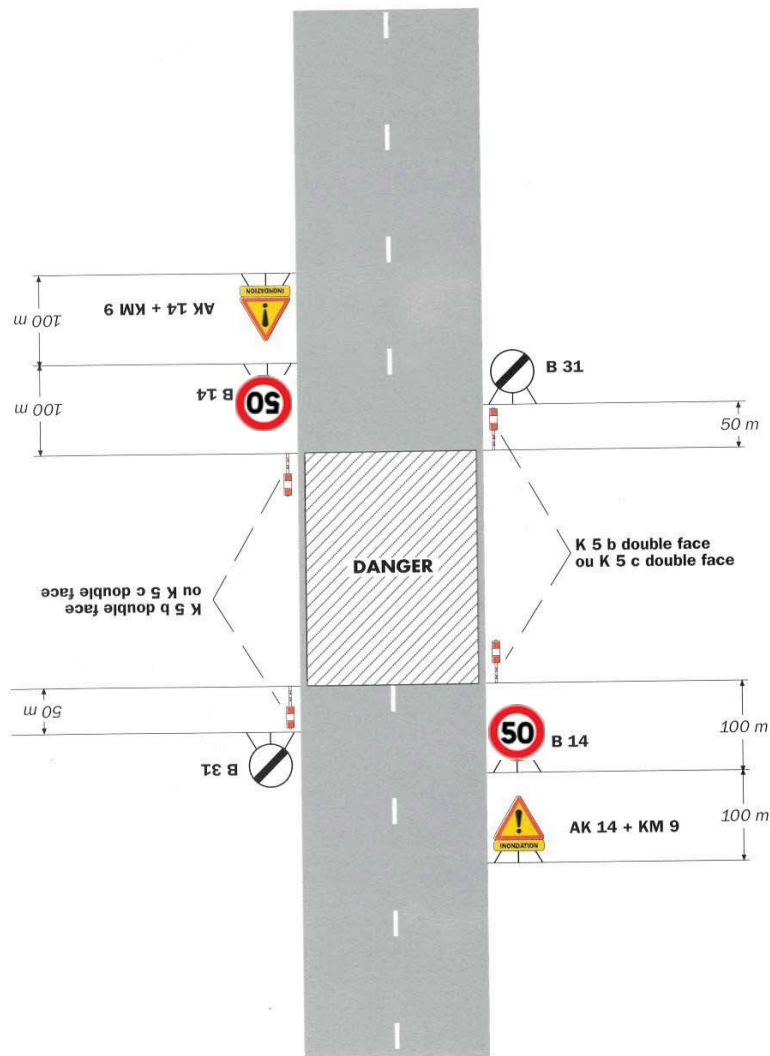 INONDATION
AK 14 + KM 9
100 m
50
B 14
100 m
B 31
50 m
K 5 b double face
ou K 5 c double face
DANGER
K 5 b double face
ou K 5 c double face
50 m
B 31
50
B 14
100 m
INONDATION
AK 14 + KM 9
100 m